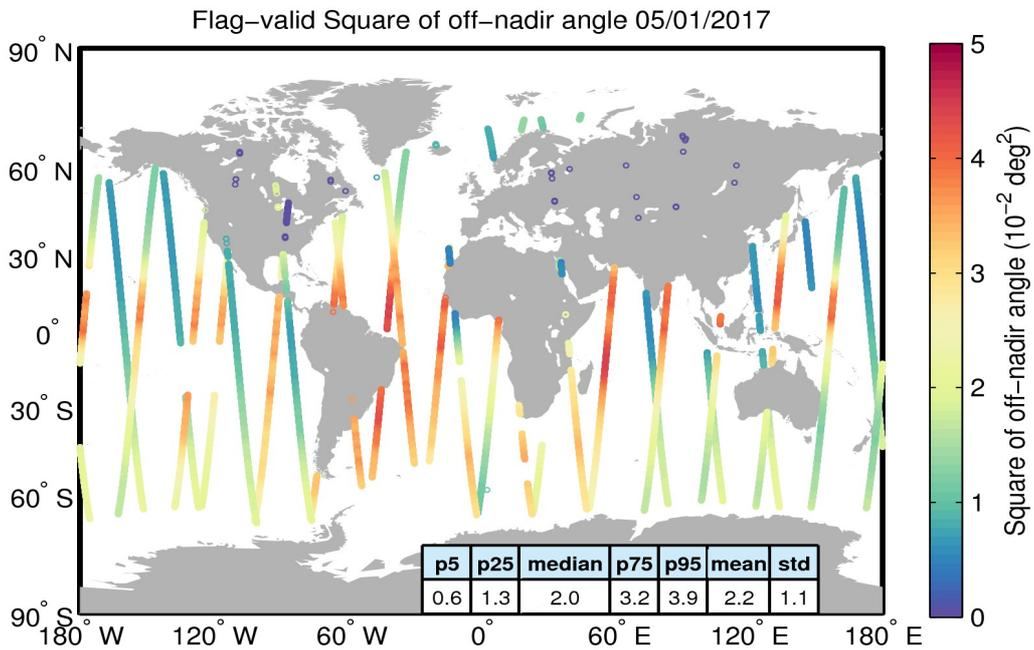 Flag−valid Square of off−nadir angle 05/01/2017
90° N
60° N
30° N
0°
30° S
60° S
90° S
180° W
120° W
60° W
0°
60° E
120° E
180° E
p5 p25 median p75 p95 mean std
0.6 1.3 2.0 3.2 3.9 2.2 1.1
5
4
3
2
1
0
Square of off−nadir angle (10⁻² deg²)